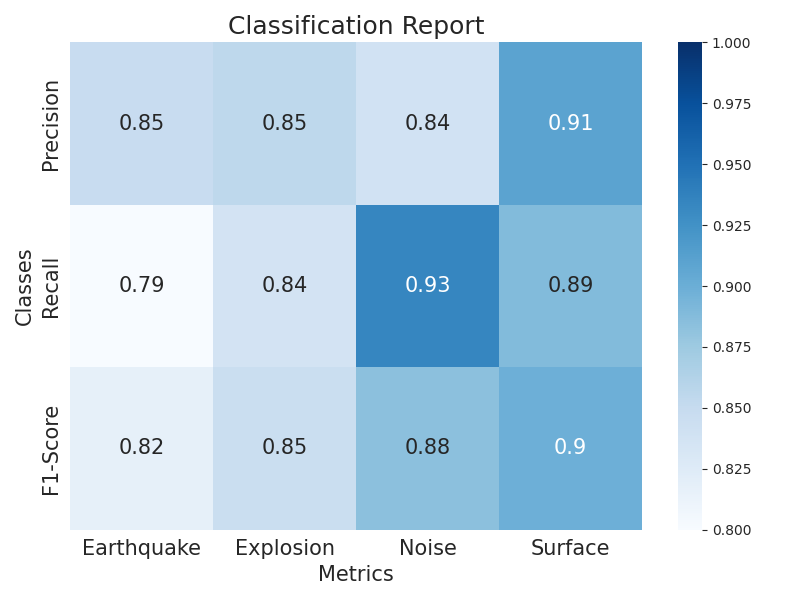 Classification Report
Precision
0.85 0.85 0.84 0.91
Classes
Recall
0.79 0.84 0.93 0.89
F1-Score
0.82 0.85 0.88 0.9
Earthquake Explosion Noise Surface
Metrics
1.000
0.975
0.950
0.925
0.900
0.875
0.850
0.825
0.800